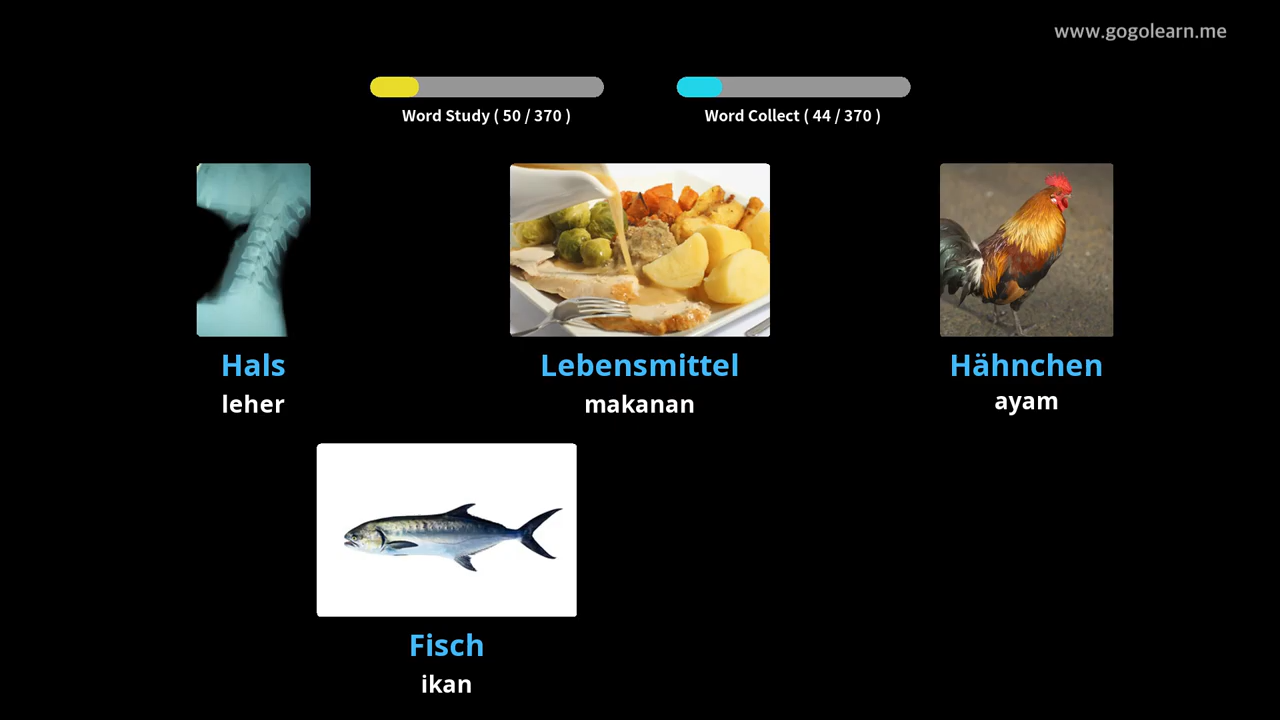 www.gogolearn.me
Word Study ( 50 / 370 )
Word Collect ( 44 / 370 )
Hals
leher
Lebensmittel
makanan
Hähnchen
ayam
Fisch
ikan